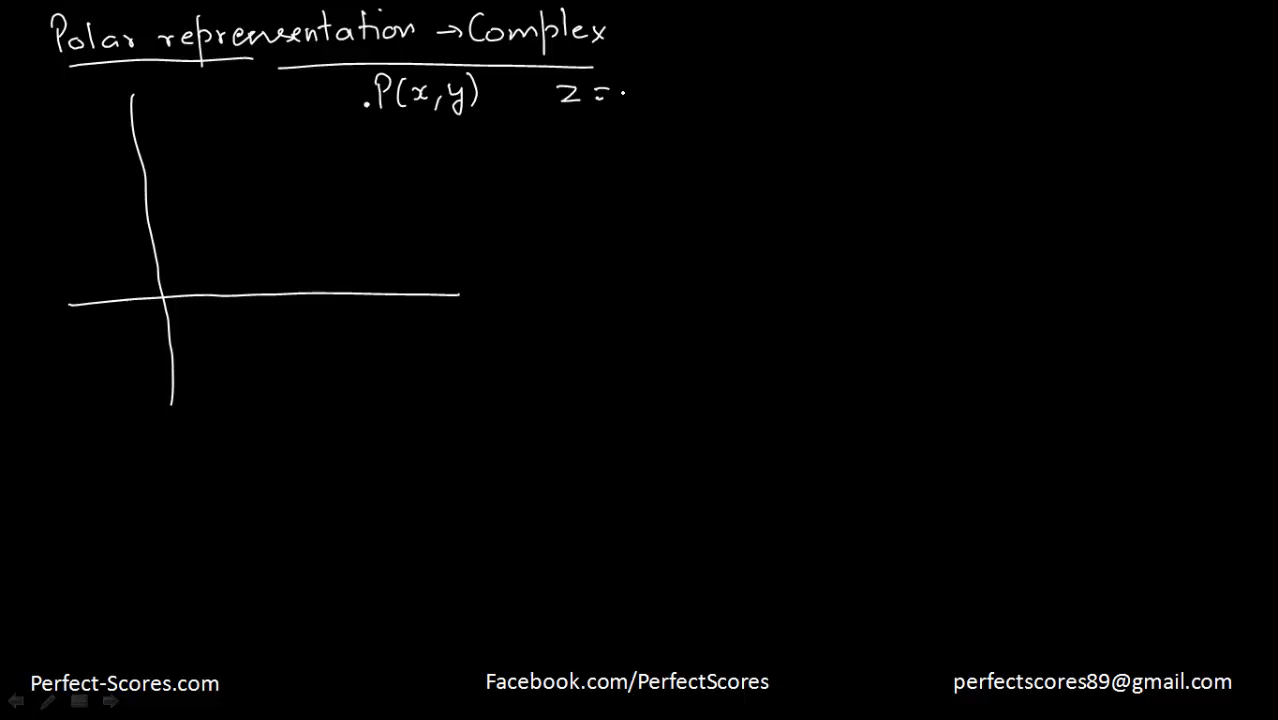 Polar representation → Complex
.P(x,y) z =
Perfect-Scores.com Facebook.com/PerfectScores perfectscores89@gmail.com